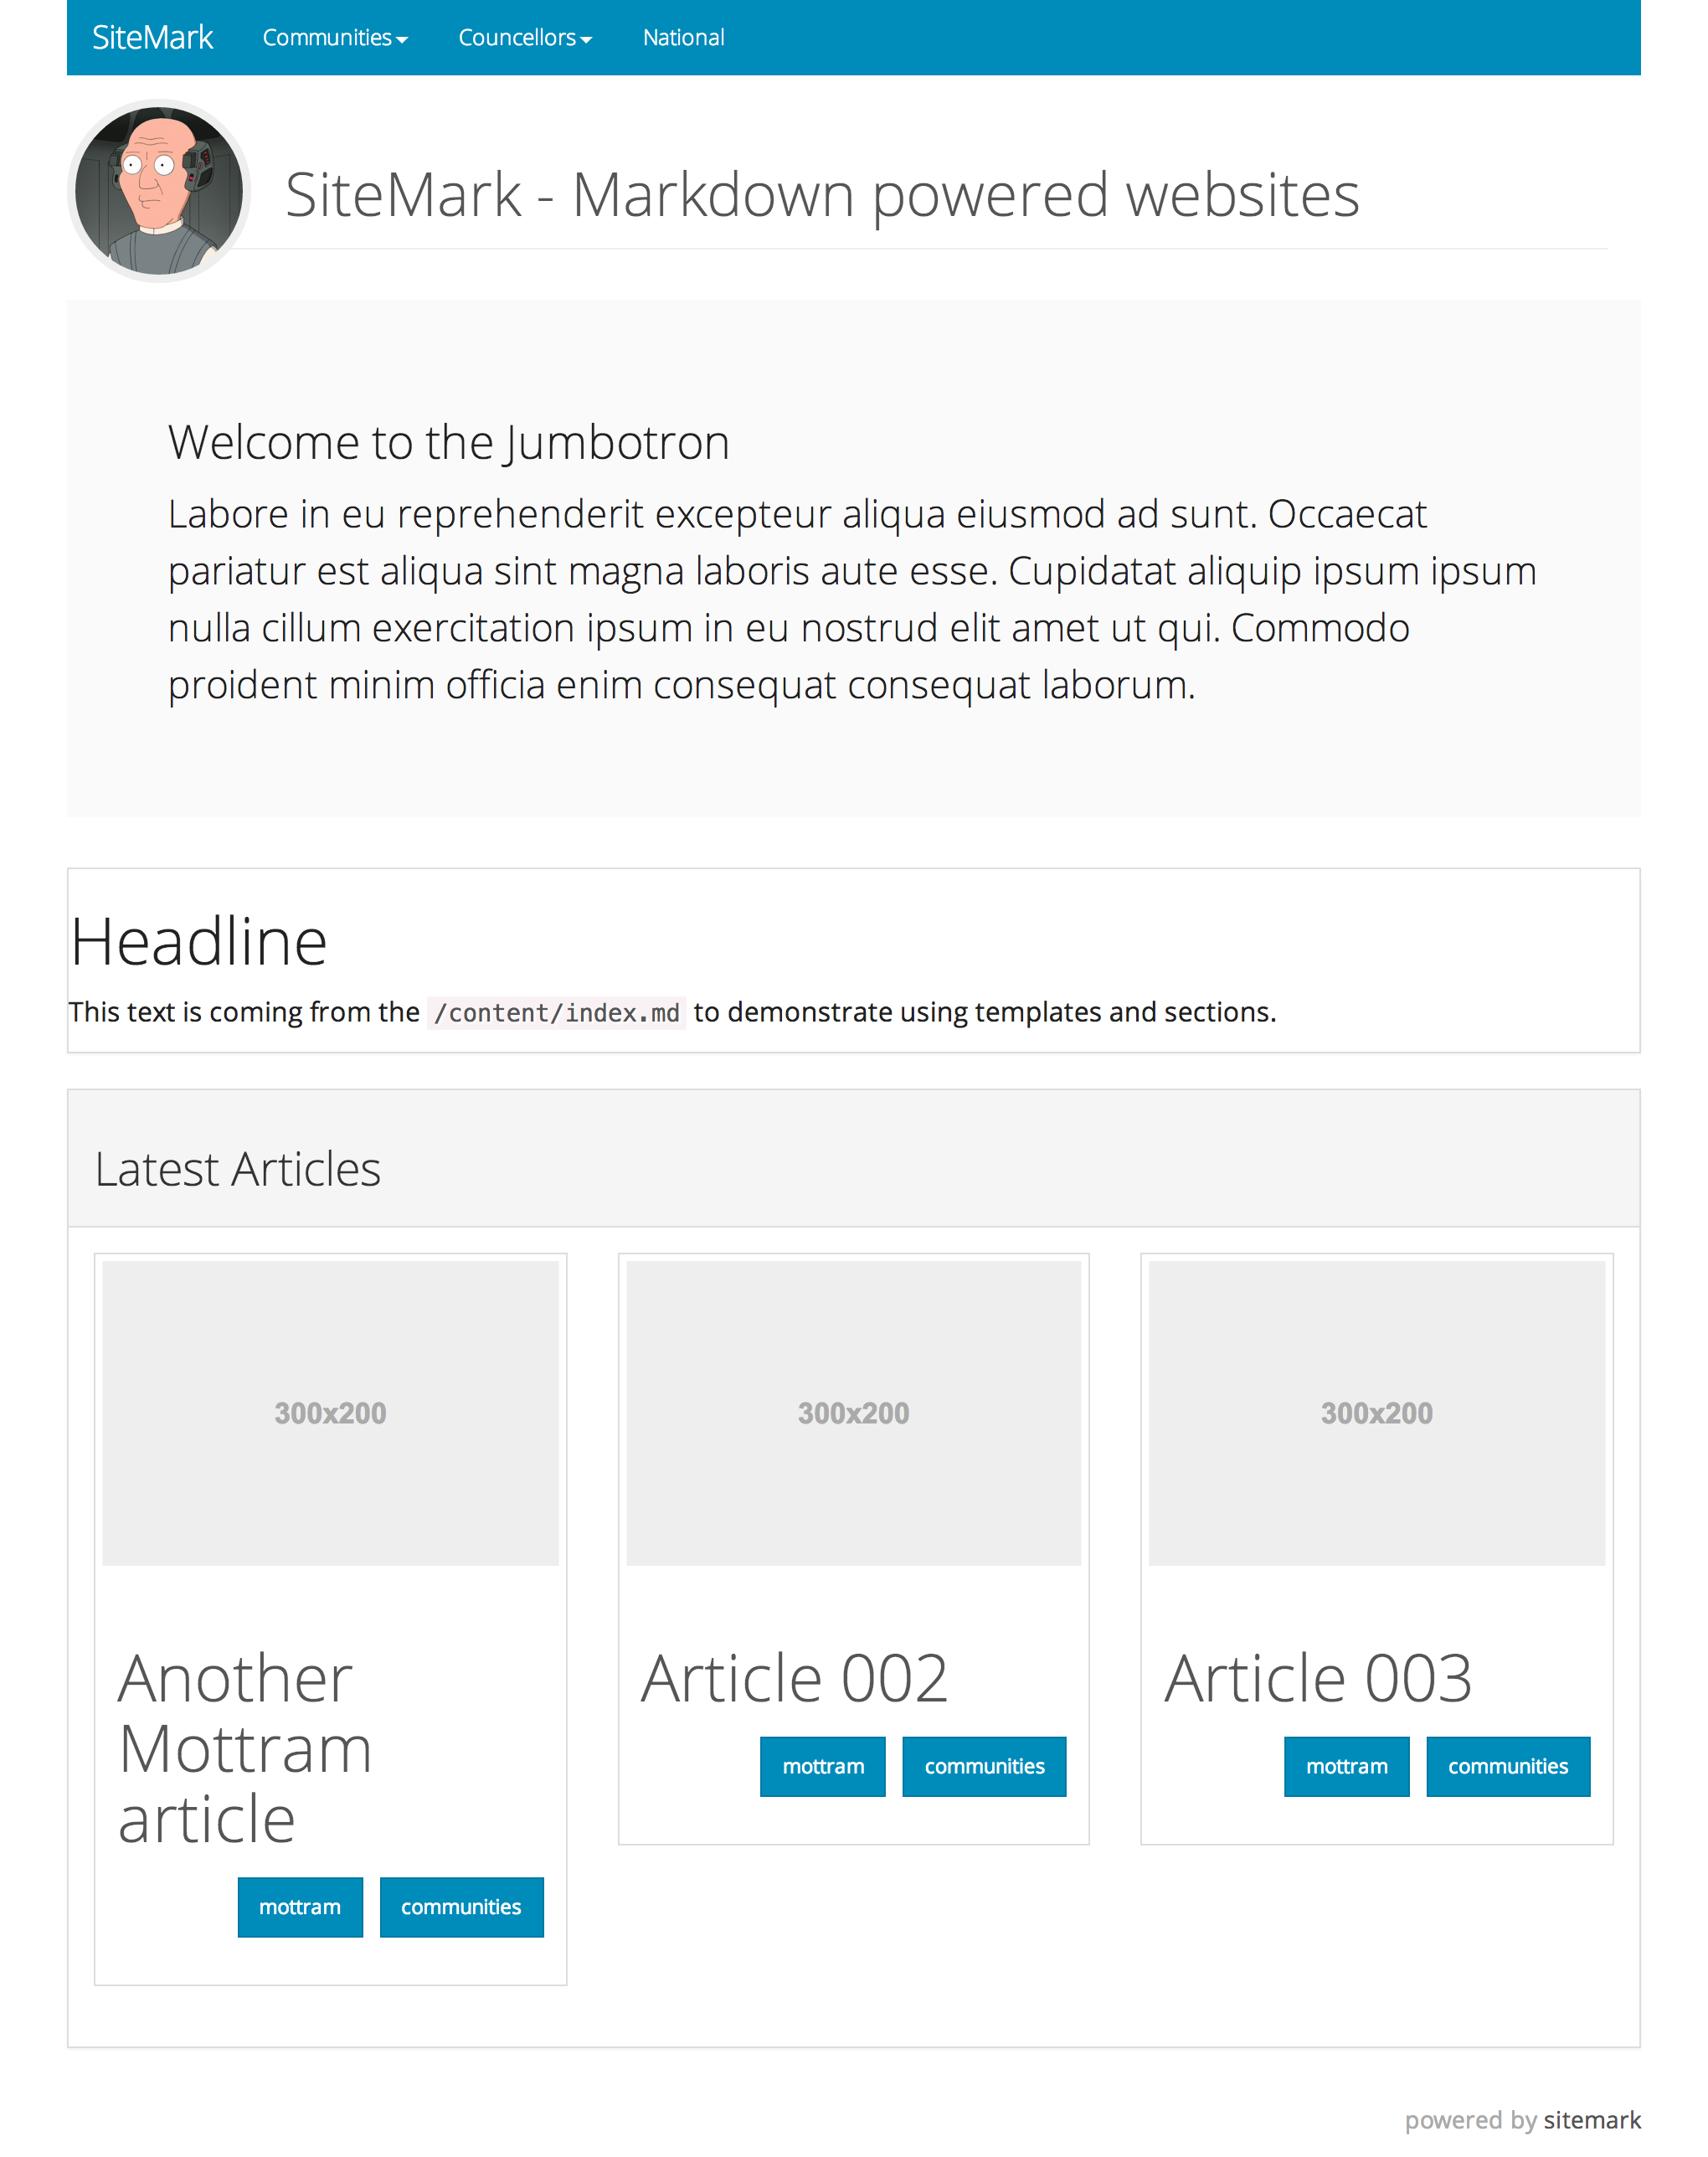 SiteMark Communities Councellors National
SiteMark - Markdown powered websites
Welcome to the Jumbotron
Labore in eu reprehenderit excepteur aliqua eiusmod ad sunt. Occaecat
pariatur est aliqua sint magna laboris aute esse. Cupidatat aliquip ipsum ipsum
nulla cillum exercitation ipsum in eu nostrud elit amet ut qui. Commodo
proident minim officia enim consequat consequat laborum.
Headline
This text is coming from the /content/index.md to demonstrate using templates and sections.
Latest Articles
300x200
Another
Mottram
article
mottram communities
300x200
Article 002
mottram communities
300x200
Article 003
mottram communities
powered by sitemark